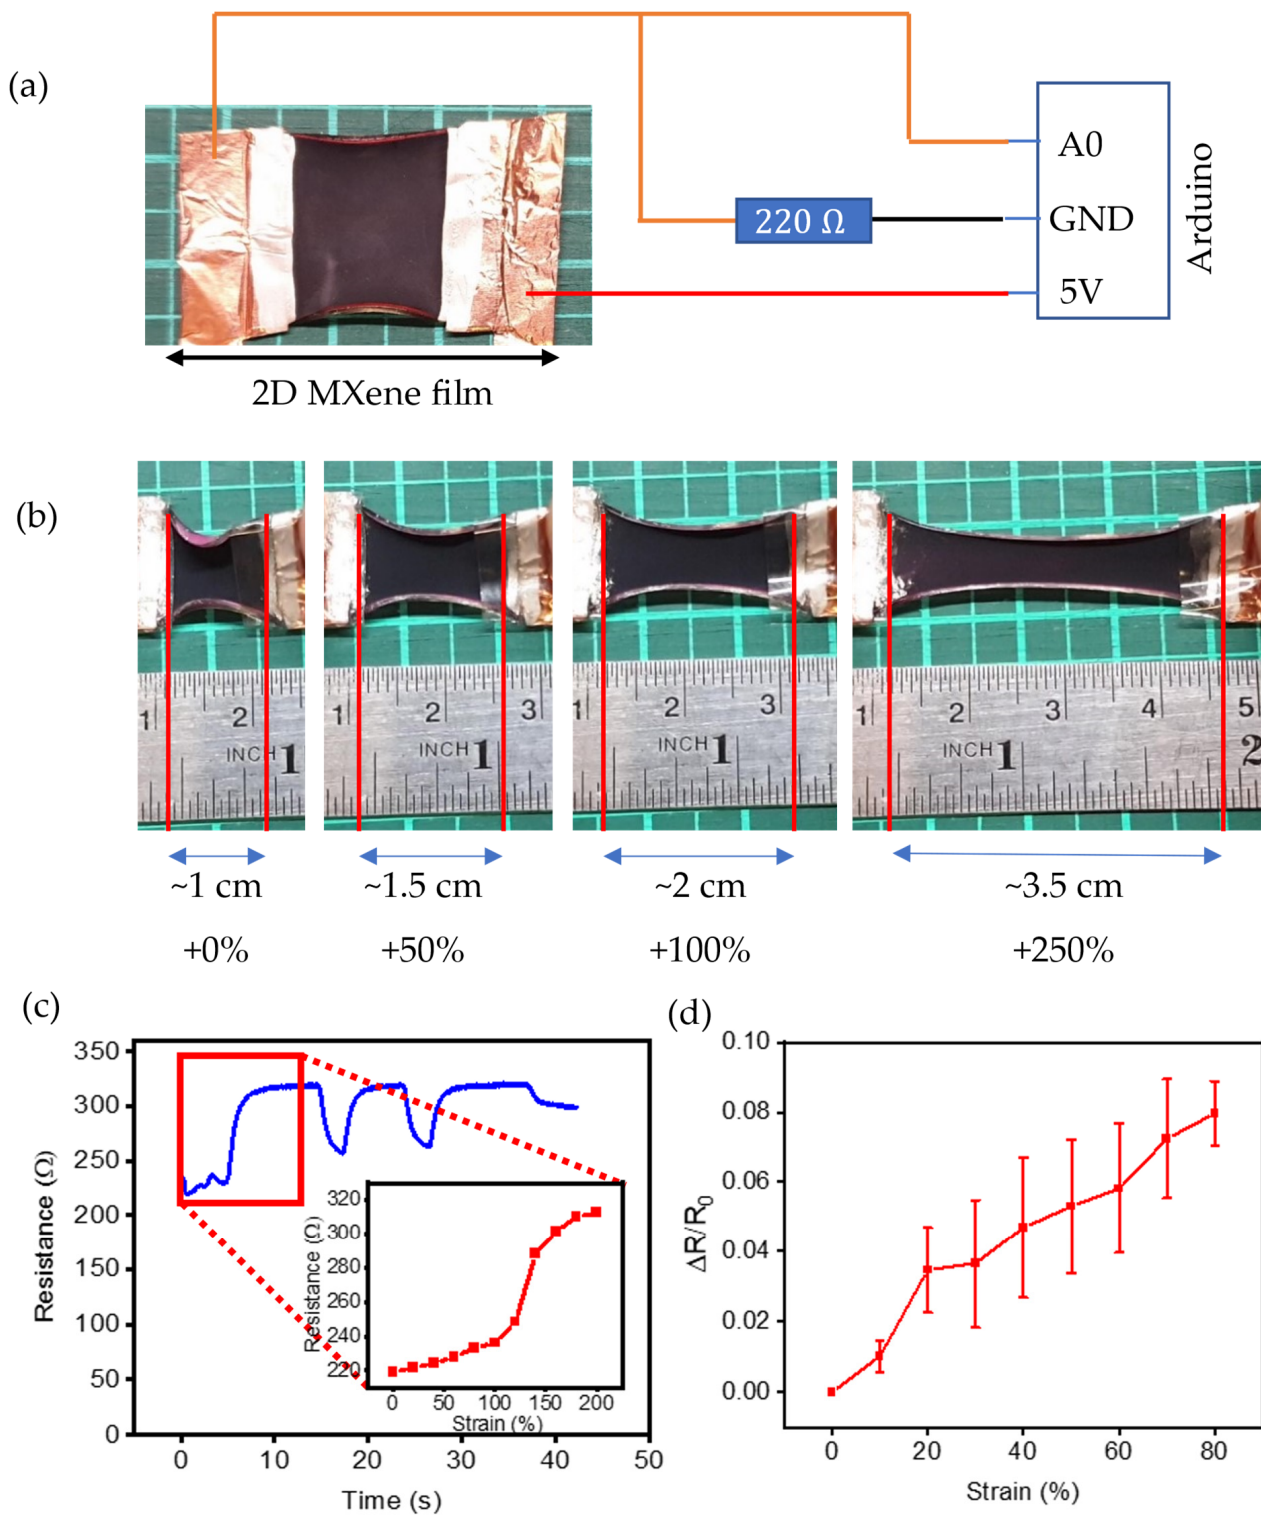 (a)
A0
220 Ω
GND
5V
Arduino
2D MXene film
(b)
1 2
INCH 1
1 2 3
INCH 1
1 2 3
INCH 1
1 2 3 4 5
INCH 1 2
~1 cm
~1.5 cm
~2 cm
~3.5 cm
+0%
+50%
+100%
+250%
(c)
350
300
250
200
150
100
50
0
Resistance (Ω)
0 10 20 30 40 50
Time (s)
320
300
280
260
240
220
Resistance (Ω)
0 50 100 150 200
Strain (%)
(d)
0.10
0.08
0.06
0.04
0.02
0.00
ΔR/R₀
0 20 40 60 80
Strain (%)